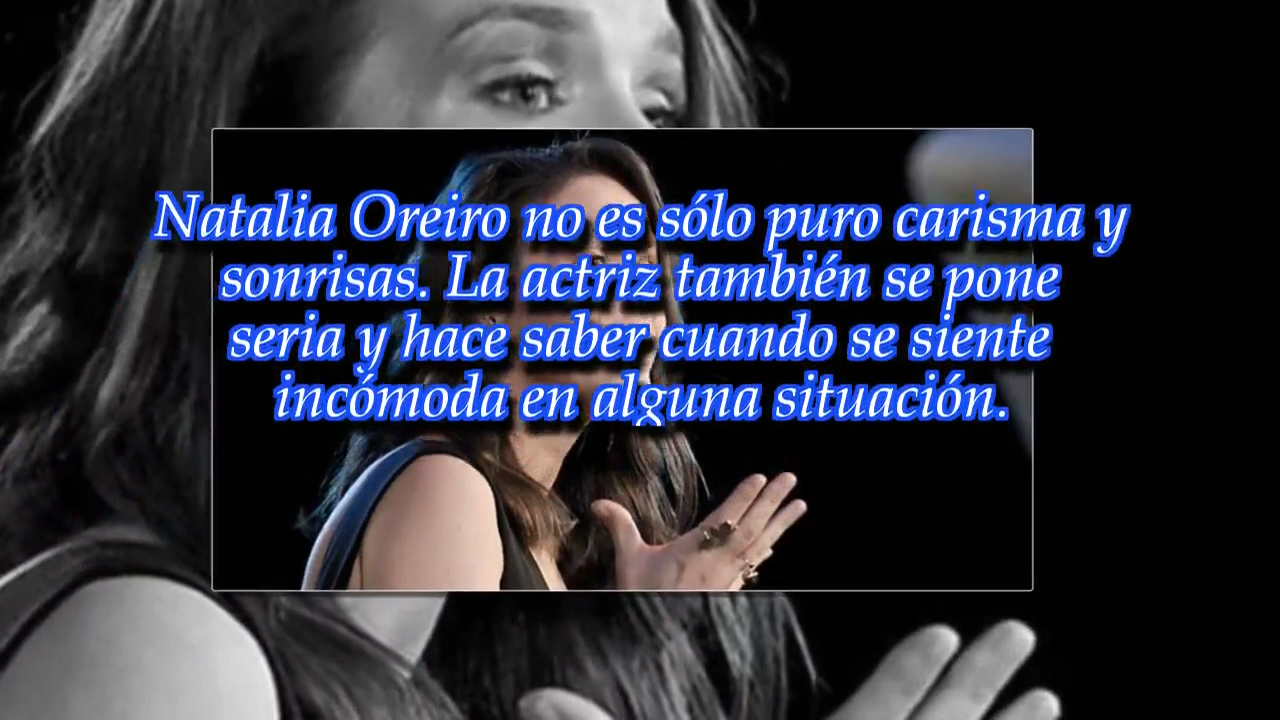 Natalia Oreiro no es sólo puro carisma y
sonrisas. La actriz también se pone
seria y hace saber cuando se siente
incómoda en alguna situación.